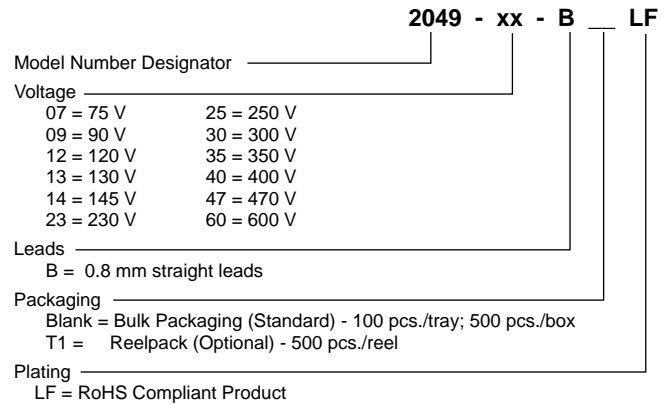 2049 - xx - B __ LF
Model Number Designator
Voltage
07 = 75 V 25 = 250 V
09 = 90 V 30 = 300 V
12 = 120 V 35 = 350 V
13 = 130 V 40 = 400 V
14 = 145 V 47 = 470 V
23 = 230 V 60 = 600 V
Leads
B = 0.8 mm straight leads
Packaging
Blank = Bulk Packaging (Standard) - 100 pcs./tray; 500 pcs./box
T1 = Reelpack (Optional) - 500 pcs./reel
Plating
LF = RoHS Compliant Product